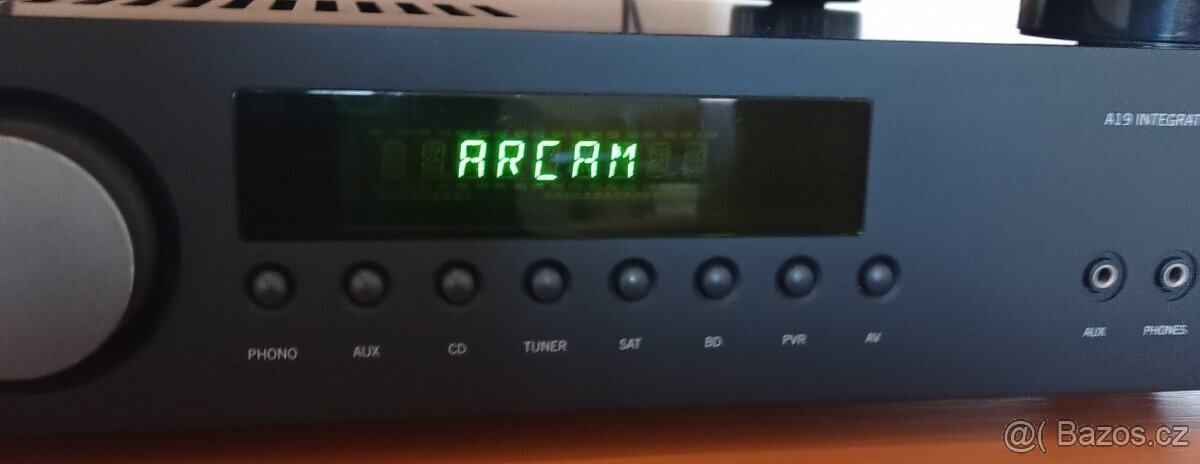 A19 INTEGRAT
ARCAM
PHONO AUX CD TUNER SAT BD PVR AV
AUX PHONES
@( Bazos.cz